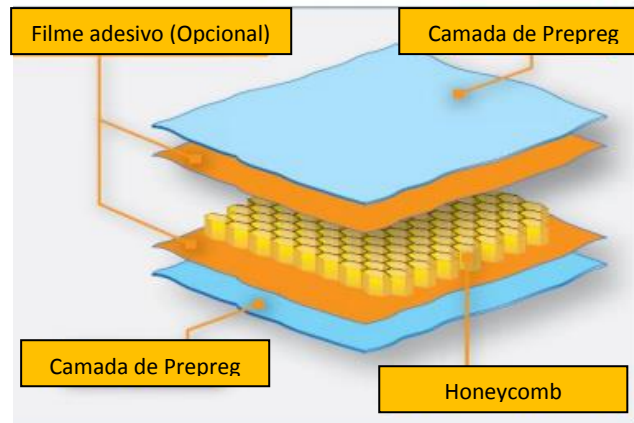 Filme adesivo (Opcional)
Camada de Prepreg
Camada de Prepreg
Honeycomb